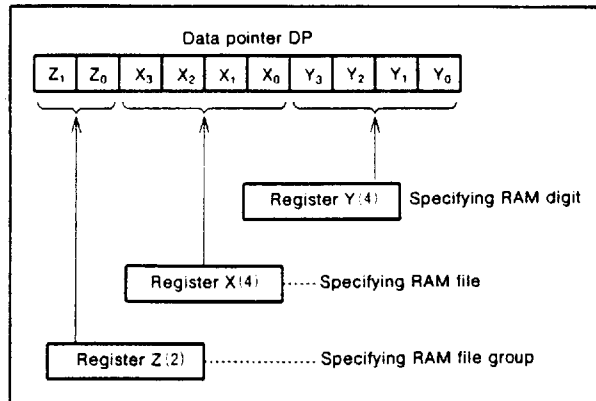 Data pointer DP
Z₁ Z₀ X₃ X₂ X₁ X₀ Y₃ Y₂ Y₁ Y₀
Register Y(4) Specifying RAM digit
Register X(4) Specifying RAM file
Register Z(2) Specifying RAM file group